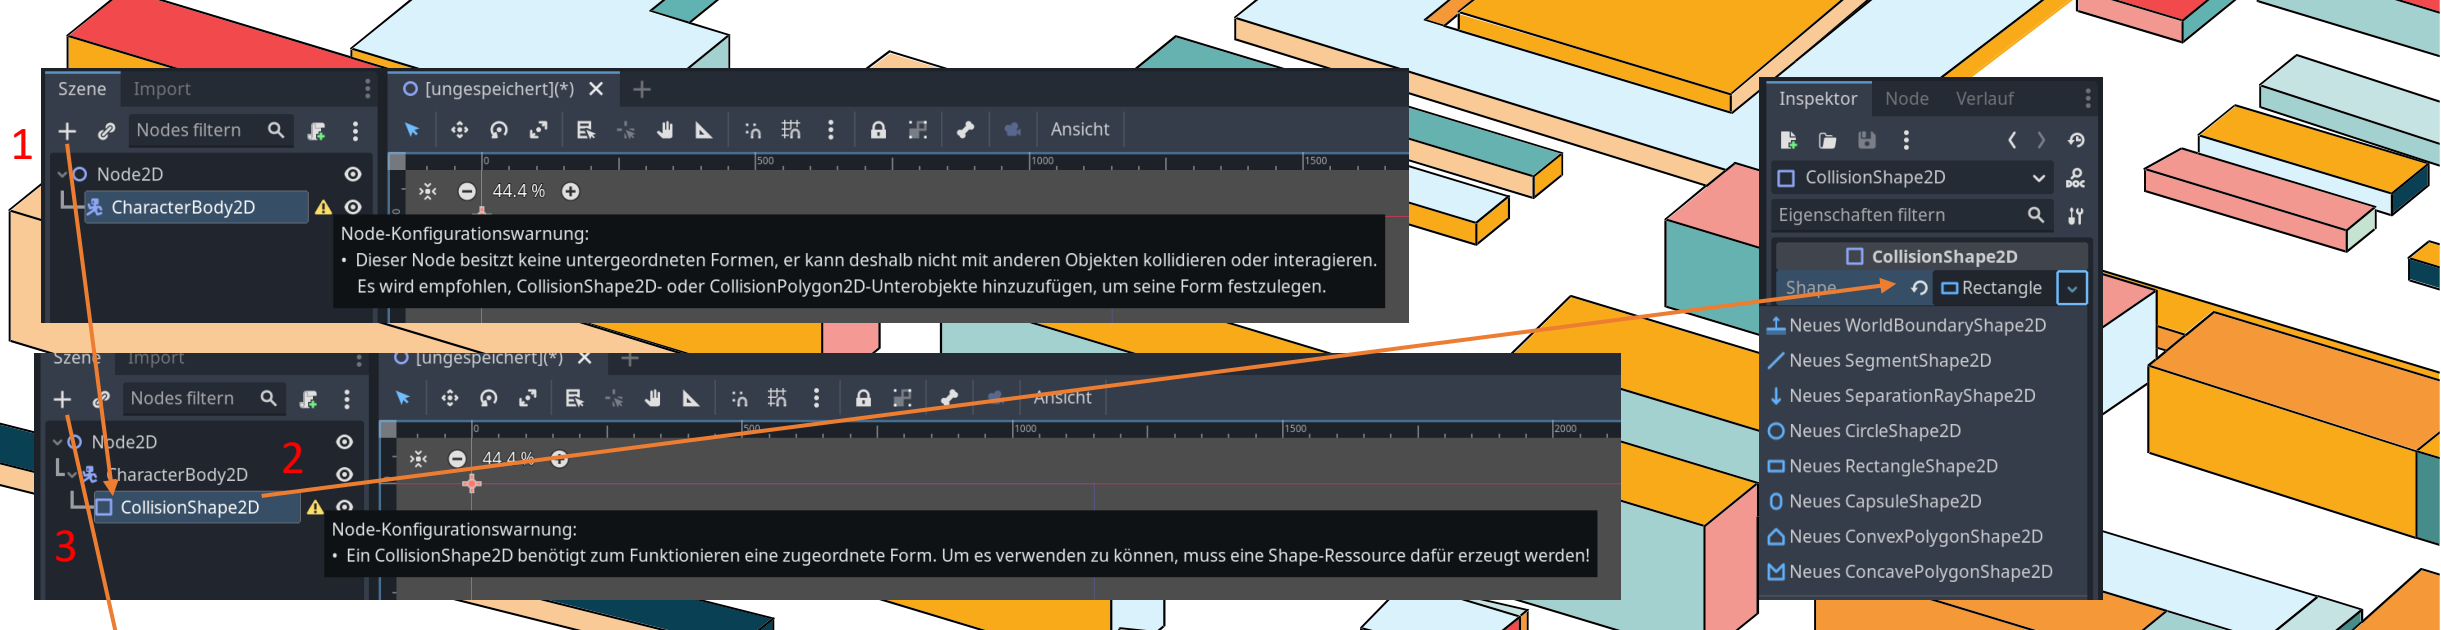 1
Szene Import
Nodes filtern
Node2D
CharacterBody2D
[ungespeichert](*)
Ansicht
0 500 1000 1500
44.4 %
0
Node-Konfigurationswarnung:
• Dieser Node besitzt keine untergeordneten Formen, er kann deshalb nicht mit anderen Objekten kollidieren oder interagieren.
Es wird empfohlen, CollisionShape2D- oder CollisionPolygon2D-Unterobjekte hinzuzufügen, um seine Form festzulegen.
Szene Import
Nodes filtern
Node2D
2
CharacterBody2D
CollisionShape2D
3
[ungespeichert](*)
Ansicht
0 500 1000 1500 2000
44.4 %
Node-Konfigurationswarnung:
• Ein CollisionShape2D benötigt zum Funktionieren eine zugeordnete Form. Um es verwenden zu können, muss eine Shape-Ressource dafür erzeugt werden!
Inspektor Node Verlauf
CollisionShape2D
DOC
Eigenschaften filtern
CollisionShape2D
Shape Rectangle
Neues WorldBoundaryShape2D
Neues SegmentShape2D
Neues SeparationRayShape2D
Neues CircleShape2D
Neues RectangleShape2D
Neues CapsuleShape2D
Neues ConvexPolygonShape2D
Neues ConcavePolygonShape2D